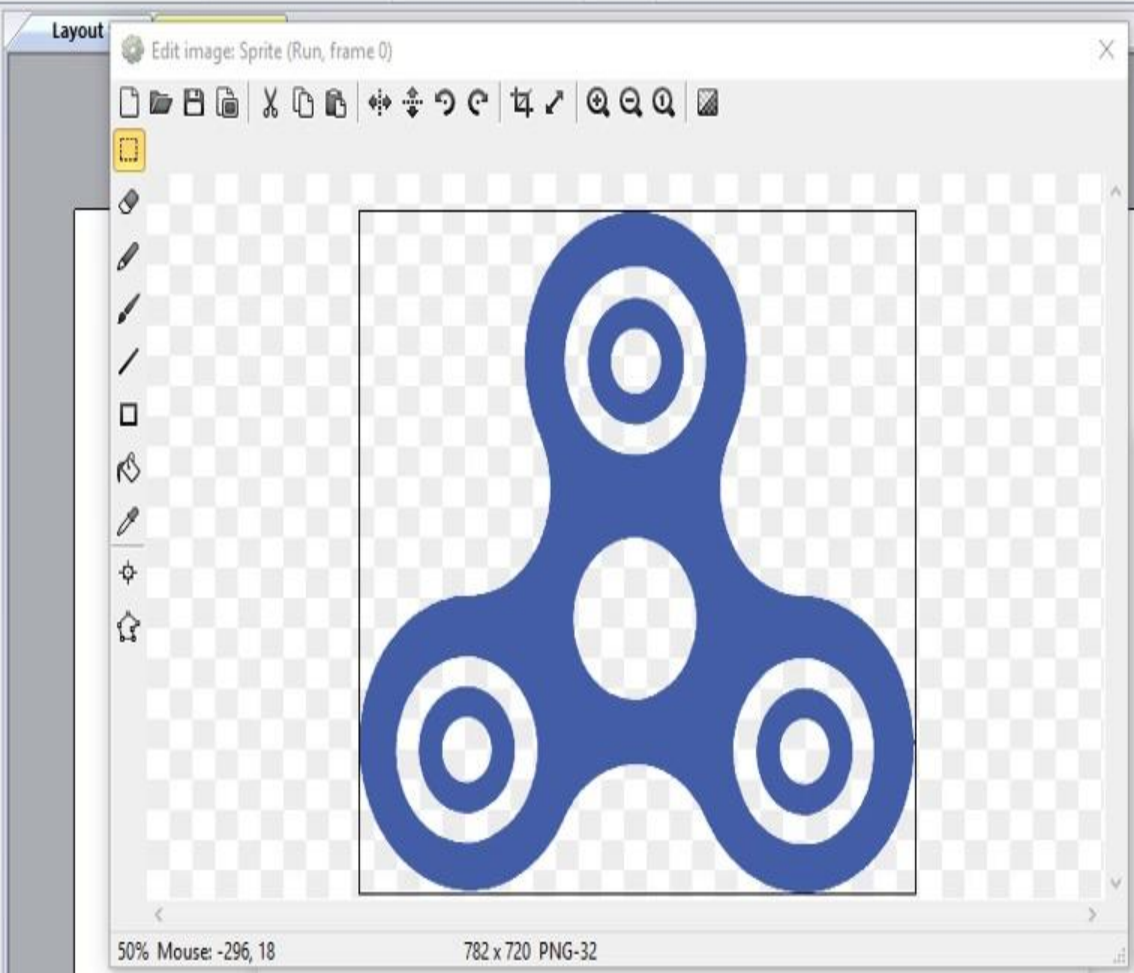 Layout
Edit image: Sprite (Run, frame 0)
50% Mouse: -296, 18
782 x 720 PNG-32